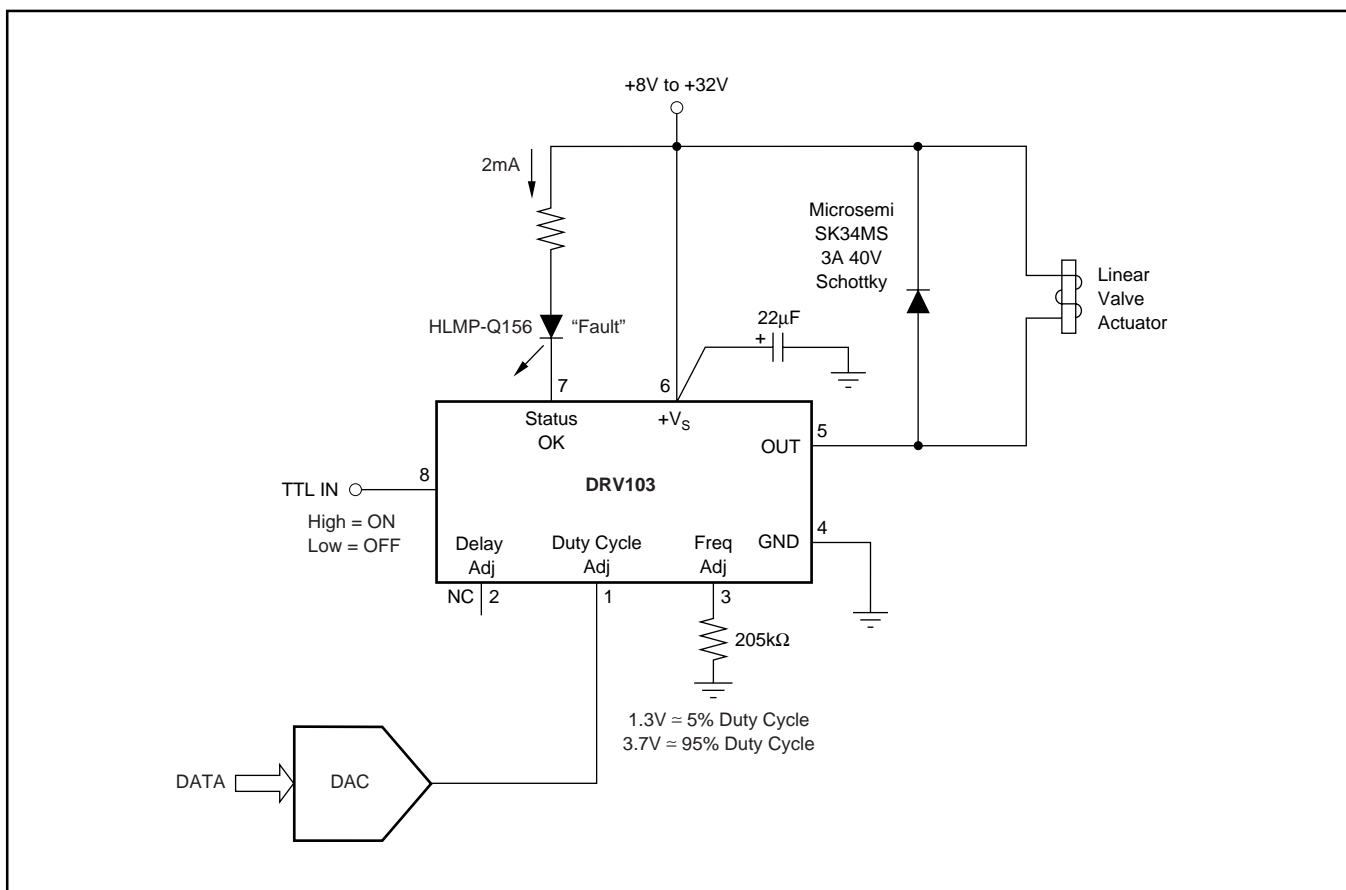 +8V to +32V
2mA
Microsemi
SK34MS
3A 40V
Schottky
Linear
Valve
Actuator
22μF
+
HLMP-Q156
“Fault”
7
6
Status
OK
+VS
OUT
5
8
TTL IN
High = ON
Low = OFF
DRV103
Delay
Adj
Duty Cycle
Adj
Freq
Adj
GND
4
NC
2
1
3
205kΩ
1.3V ≃ 5% Duty Cycle
3.7V ≃ 95% Duty Cycle
DATA
DAC